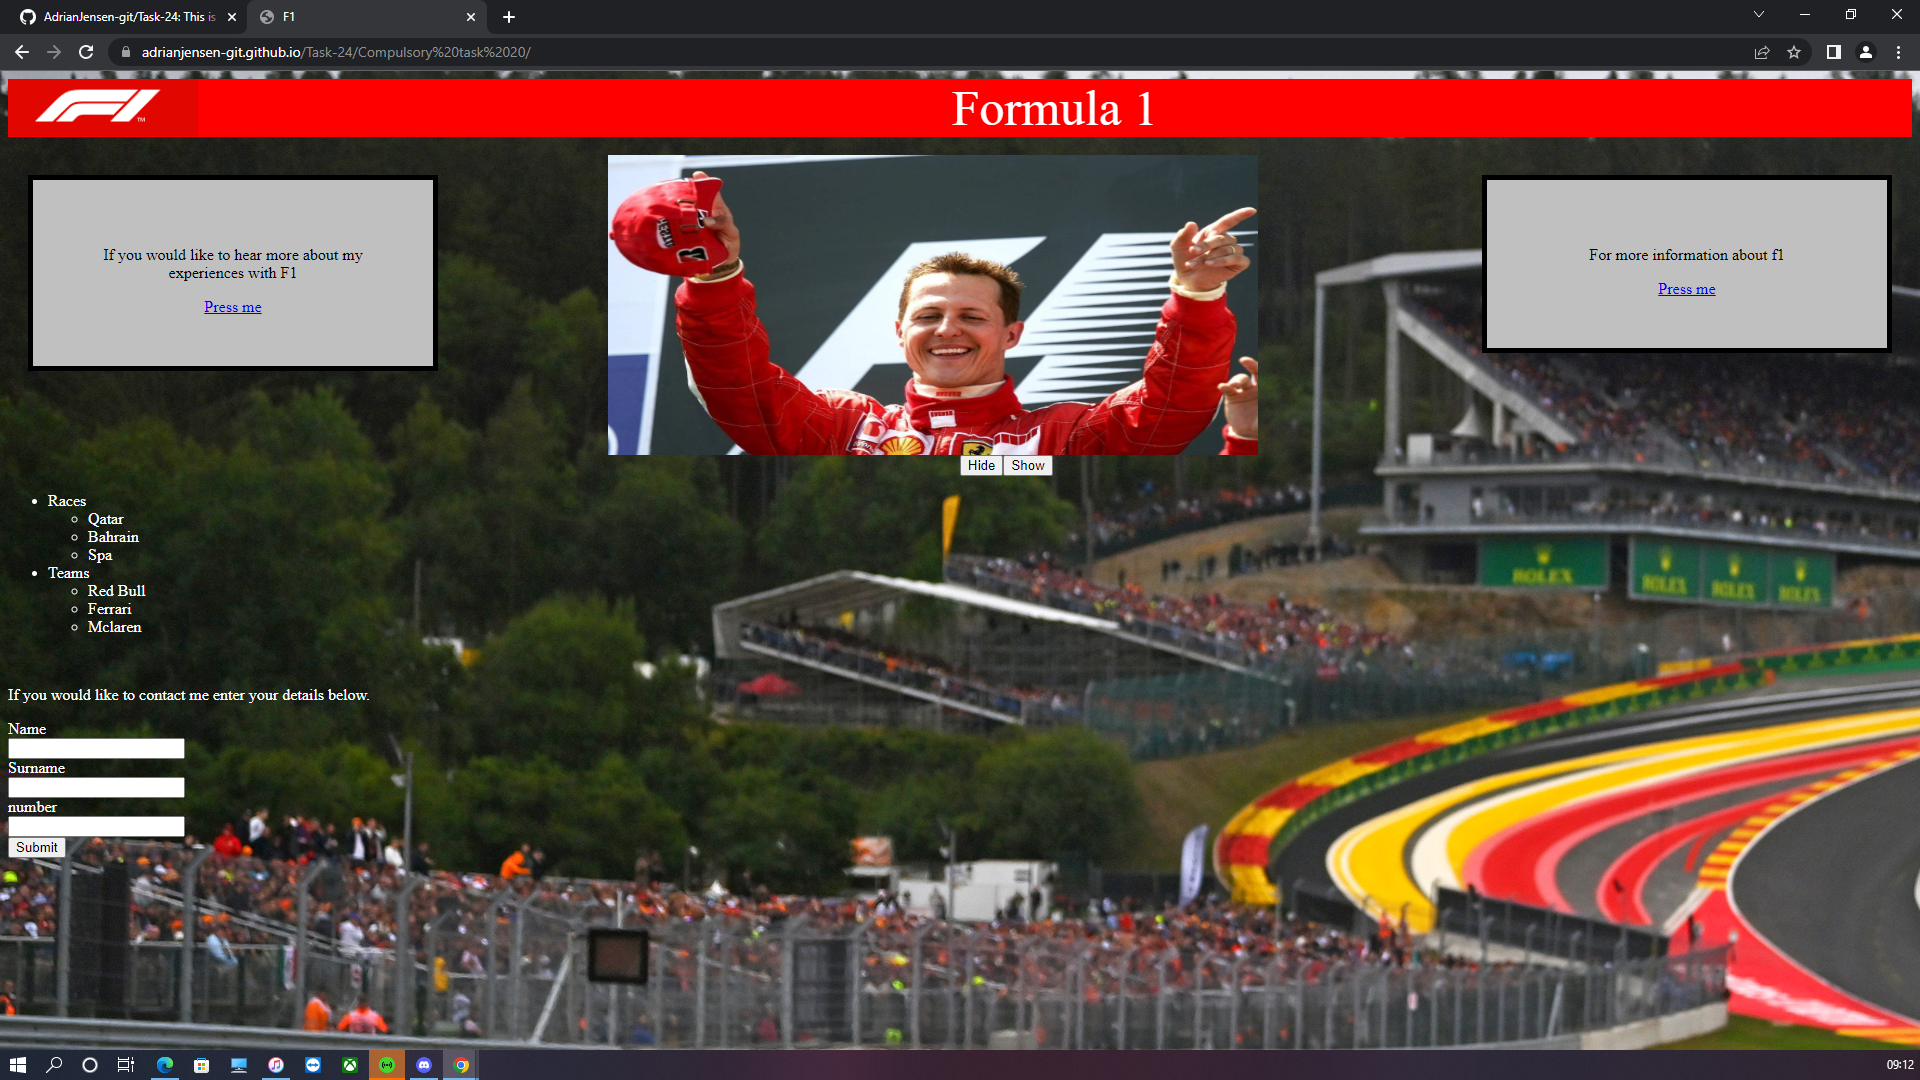 AdrianJensen-git/Task-24: This is
F1
adrianjensen-git.github.io/Task-24/Compulsory%20task%2020/
F1 TM
Formula 1
If you would like to hear more about my
experiences with F1
Press me
For more information about f1
Press me
Hide
Show
Races
Qatar
Bahrain
Spa
Teams
Red Bull
Ferrari
Mclaren
ROLEX
ROLEX
ROLEX
ROLEX
If you would like to contact me enter your details below.
Name
Surname
number
Submit
09:12